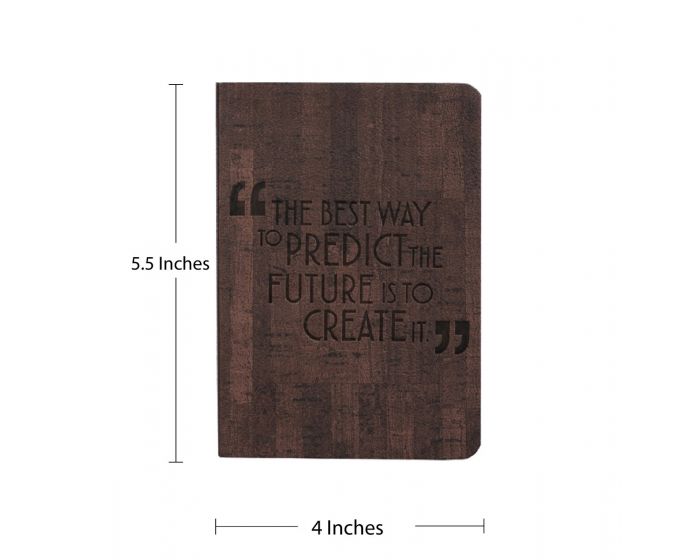 “THE BEST WAY
TO PREDICT THE
FUTURE IS TO
CREATE IT.”
5.5 Inches
4 Inches